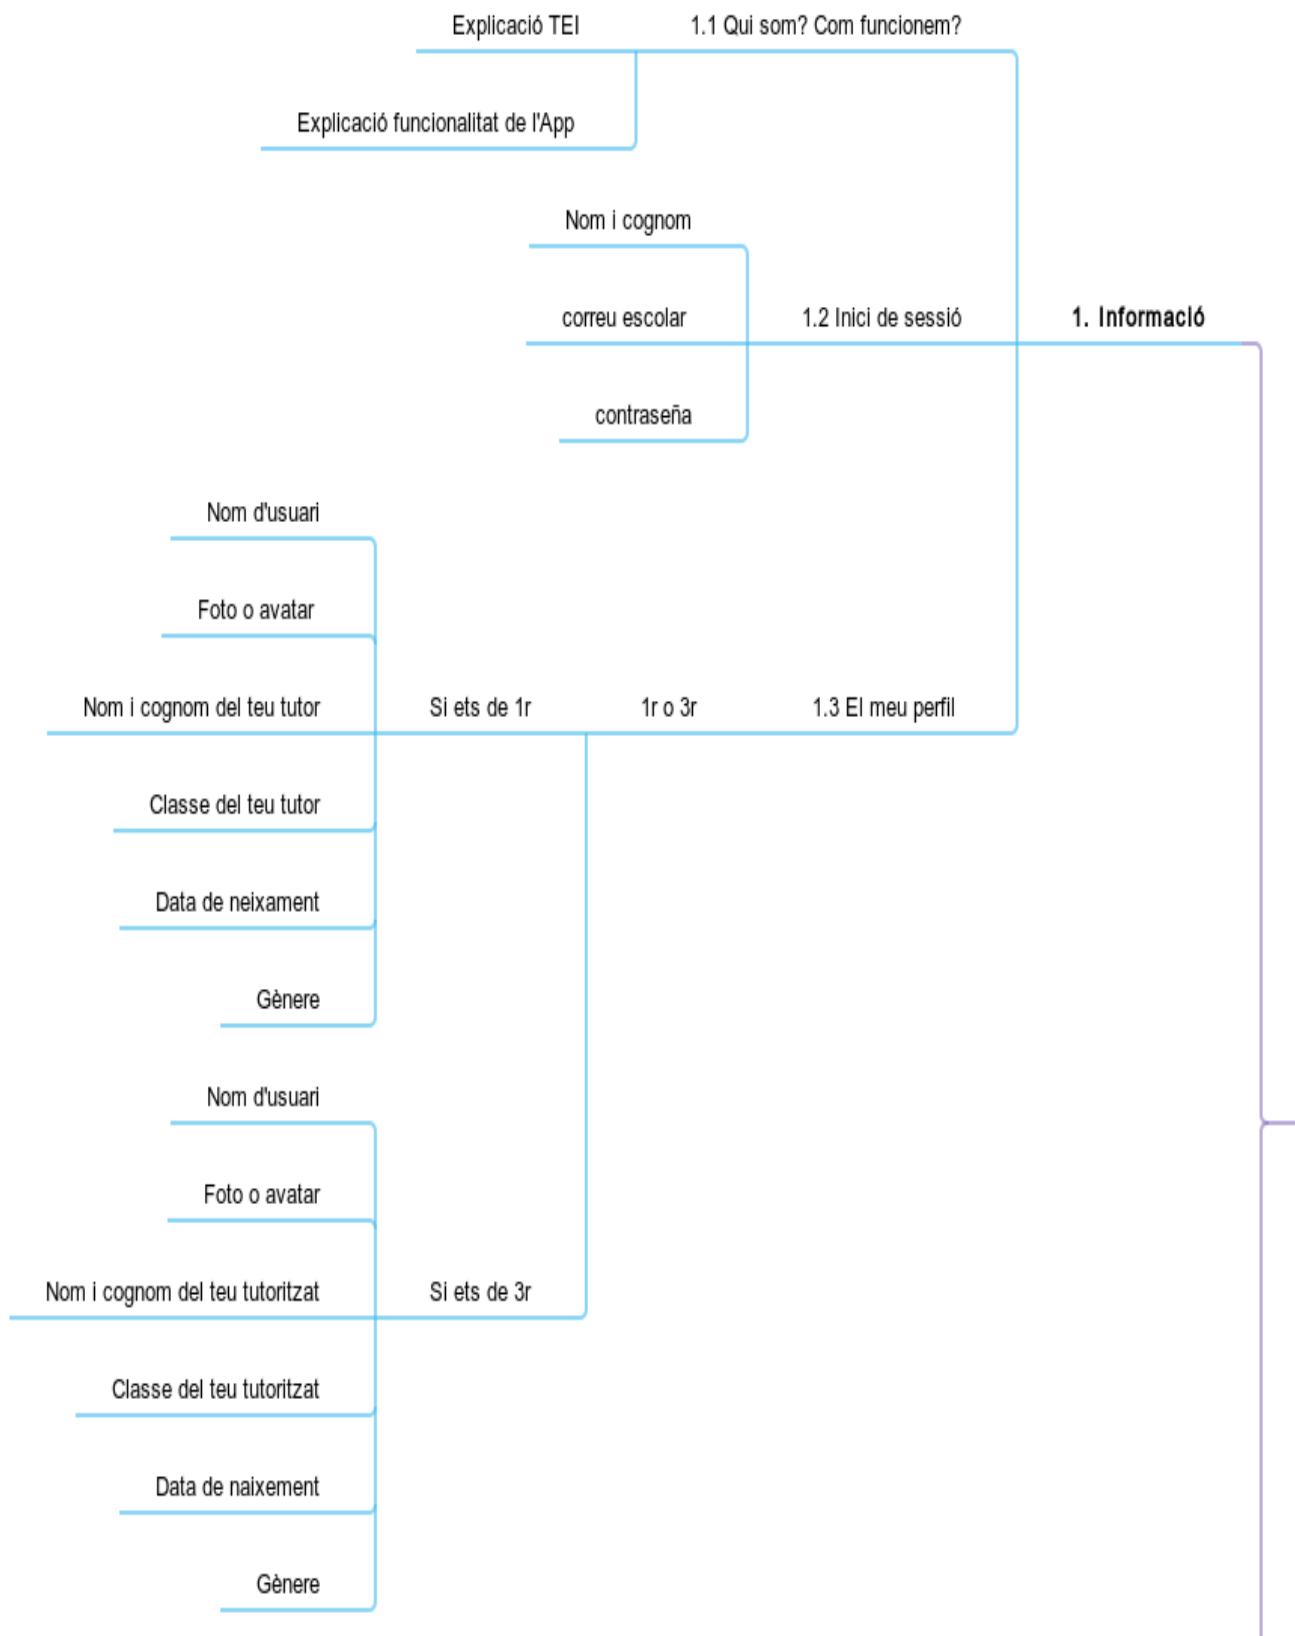 Explicació TEI
1.1 Qui som? Com funcionem?
Explicació funcionalitat de l'App
Nom i cognom
correu escolar
1.2 Inici de sessió
1. Informació
contraseña
Nom d'usuari
Foto o avatar
Nom i cognom del teu tutor
Si ets de 1r
1r o 3r
1.3 El meu perfil
Classe del teu tutor
Data de neixament
Gènere
Nom d'usuari
Foto o avatar
Nom i cognom del teu tutoritzat
Si ets de 3r
Classe del teu tutoritzat
Data de naixement
Gènere